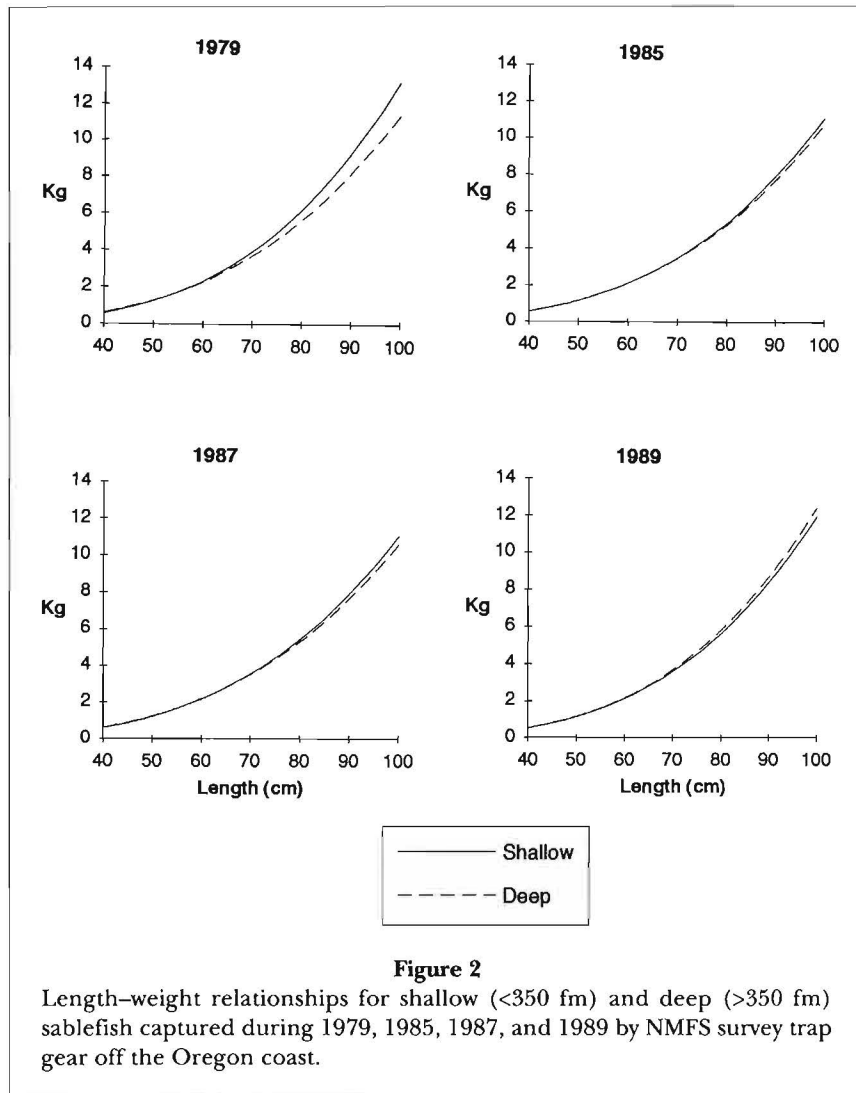 1979
14
12
10
Kg
8
6
4
2
0
40 50 60 70 80 90 100
1985
14
12
10
Kg
8
6
4
2
0
40 50 60 70 80 90 100
1987
14
12
10
8
Kg
6
4
2
0
40 50 60 70 80 90 100
Length (cm)
1989
14
12
10
8
Kg
6
4
2
0
40 50 60 70 80 90 100
Length (cm)
Shallow
Deep
Figure 2
Length–weight relationships for shallow (<350 fm) and deep (>350 fm)
sablefish captured during 1979, 1985, 1987, and 1989 by NMFS survey trap
gear off the Oregon coast.